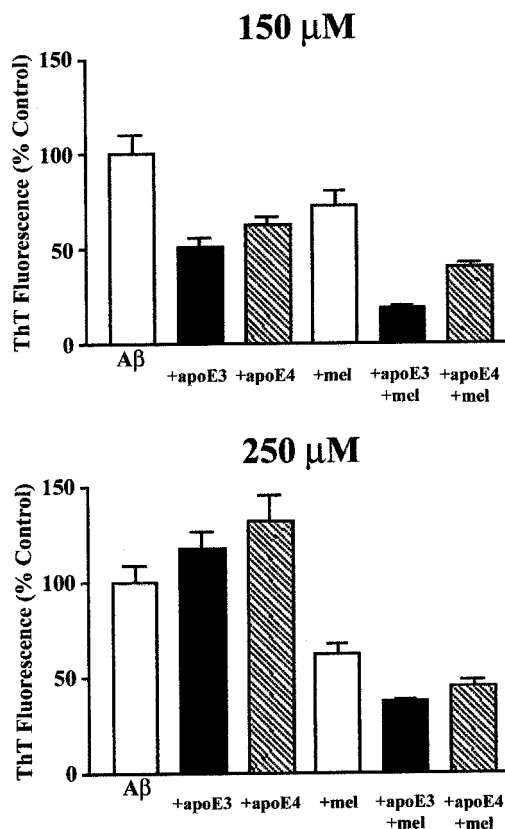 150 µM
ThT Fluorescence (% Control)
150
100
50
0
Aβ
+apoE3
+apoE4
+mel
+apoE3
+mel
+apoE4
+mel
250 µM
ThT Fluorescence (% Control)
150
100
50
0
Aβ
+apoE3
+apoE4
+mel
+apoE3
+mel
+apoE4
+mel